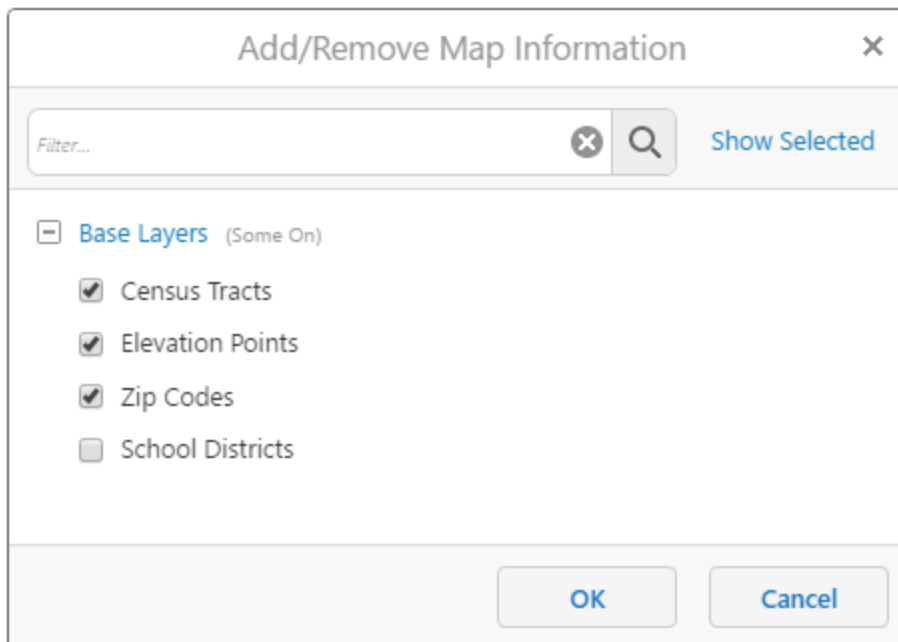 Add/Remove Map Information
Filter...
Show Selected
Base Layers (Some On)
Census Tracts
Elevation Points
Zip Codes
School Districts
OK Cancel